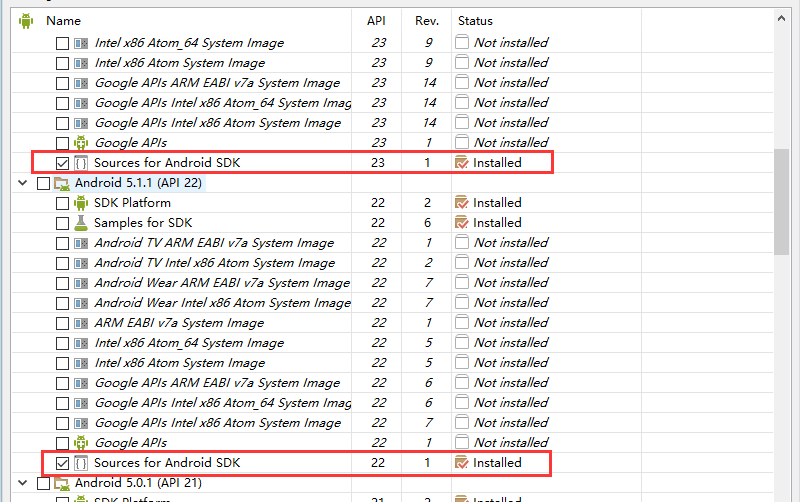 Name API Rev. Status
Intel x86 Atom_64 System Image 23 9 Not installed
Intel x86 Atom System Image 23 9 Not installed
Google APIs ARM EABI v7a System Image 23 14 Not installed
Google APIs Intel x86 Atom_64 System Imag 23 14 Not installed
Google APIs Intel x86 Atom System Image 23 14 Not installed
Google APIs 23 1 Not installed
Sources for Android SDK 23 1 Installed
Android 5.1.1 (API 22)
SDK Platform 22 2 Installed
Samples for SDK 22 6 Installed
Android TV ARM EABI v7a System Image 22 1 Not installed
Android TV Intel x86 Atom System Image 22 2 Not installed
Android Wear ARM EABI v7a System Image 22 7 Not installed
Android Wear Intel x86 Atom System Image 22 7 Not installed
ARM EABI v7a System Image 22 1 Not installed
Intel x86 Atom_64 System Image 22 5 Not installed
Intel x86 Atom System Image 22 5 Not installed
Google APIs ARM EABI v7a System Image 22 6 Not installed
Google APIs Intel x86 Atom_64 System Imag 22 6 Not installed
Google APIs Intel x86 Atom System Image 22 7 Not installed
Google APIs 22 1 Not installed
Sources for Android SDK 22 1 Installed
Android 5.0.1 (API 21)
SDK Platform 21 2 Installed